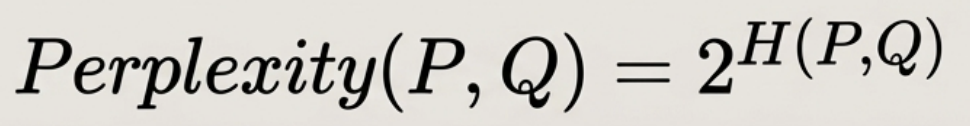 Perplexity(P, Q) = 2^{H(P,Q)}